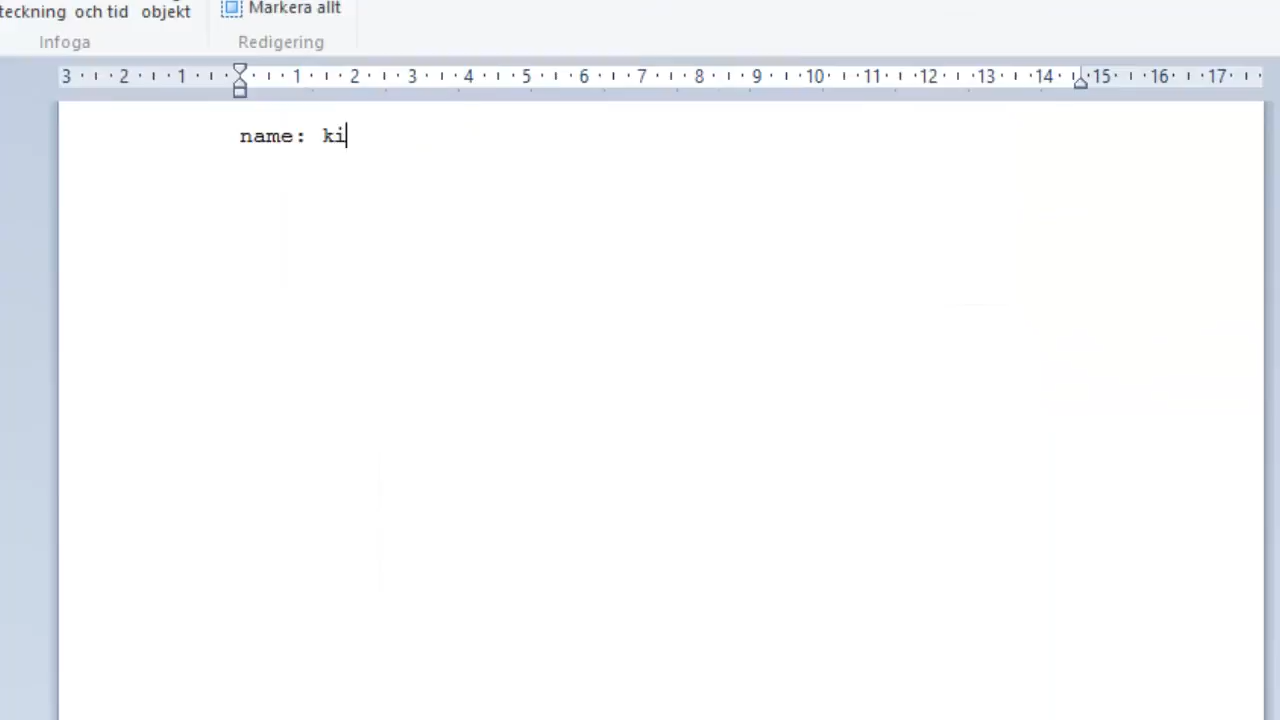 teckning och tid objekt
Markera allt
Infoga
Redigering
3 2 1 1 2 3 4 5 6 7 8 9 10 11 12 13 14 15 16 17
name: ki